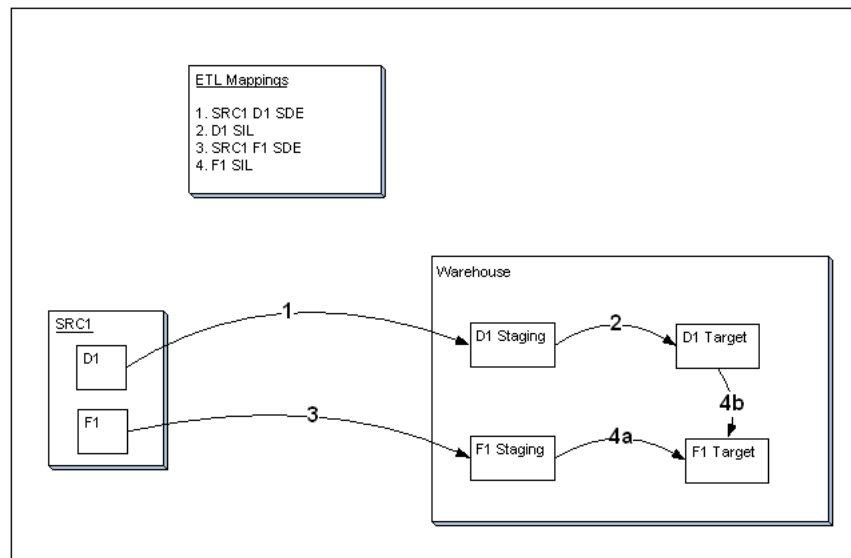 ETL Mappings
1. SRC1 D1 SDE
2. D1 SIL
3. SRC1 F1 SDE
4. F1 SIL
Warehouse
SRC1
D1
F1
1
3
D1 Staging
2
D1 Target
4b
F1 Staging
4a
F1 Target